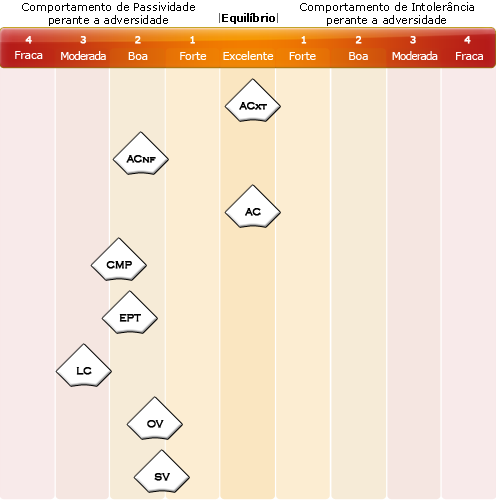 Comportamento de Passividade
perante a adversidade
|Equilíbrio|
Comportamento de Intolerância
perante a adversidade
4 3 2 1 1 2 3 4
Fraca Moderada Boa Forte Excelente Forte Boa Moderada Fraca
ACXT
ACNF
AC
CMP
EPT
LC
OV
SV